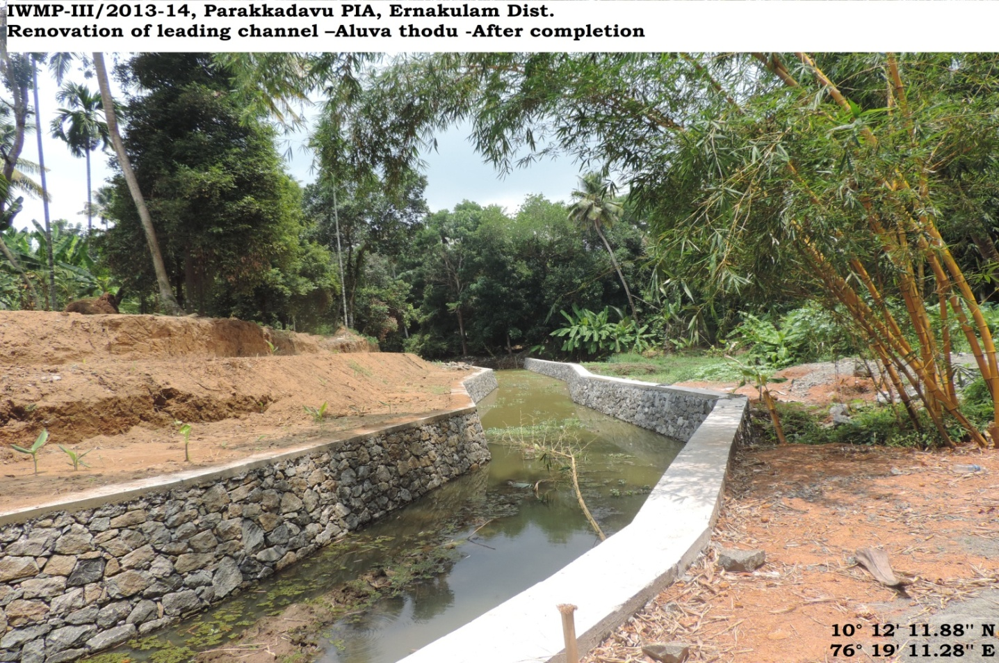 IWMP-III/2013-14, Parakkadavu PIA, Ernakulam Dist.
Renovation of leading channel –Aluva thodu -After completion
10° 12' 11.88'' N
76° 19' 11.28'' E